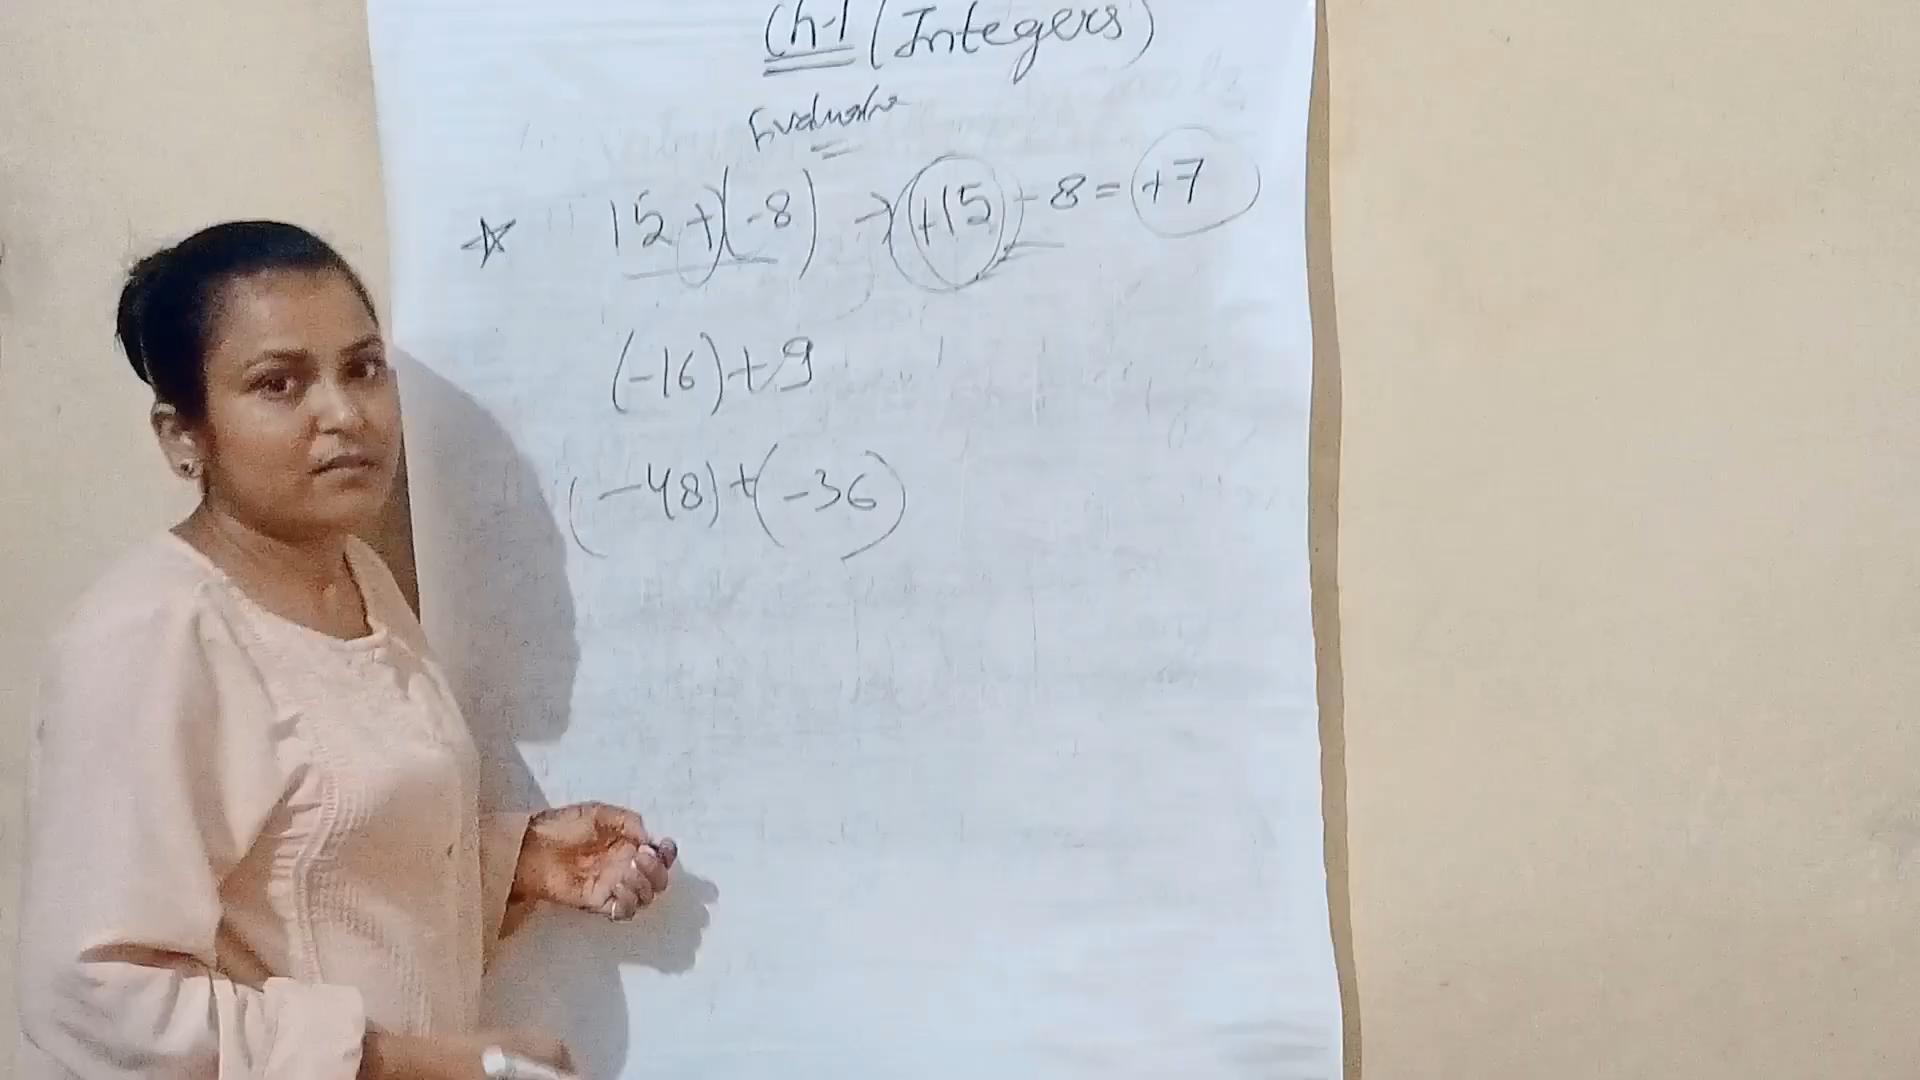 Ch-1 (Integers)
Evaluate
☆ 15+(-8) → (+15) - 8 = +7
(-16)+9
(-48)+(-36)